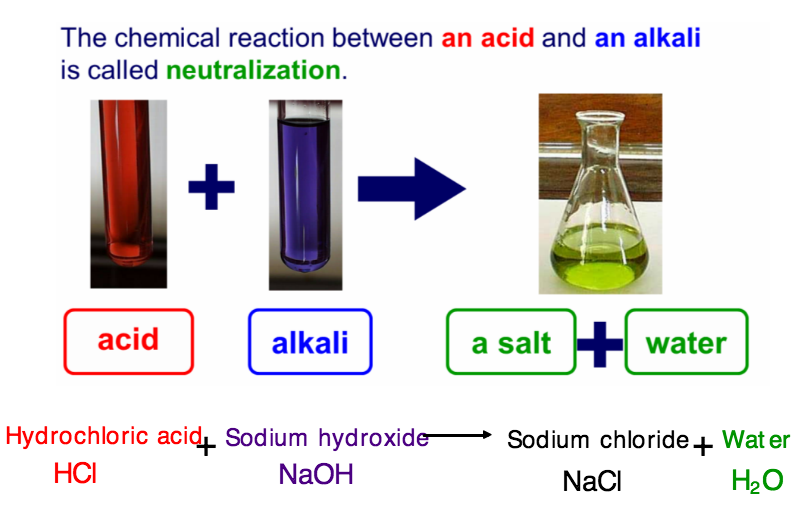 The chemical reaction between an acid and an alkali
is called neutralization.
+
acid alkali a salt + water
Hydrochloric acid + Sodium hydroxide → Sodium chloride + Water
HCl NaOH NaCl H₂O